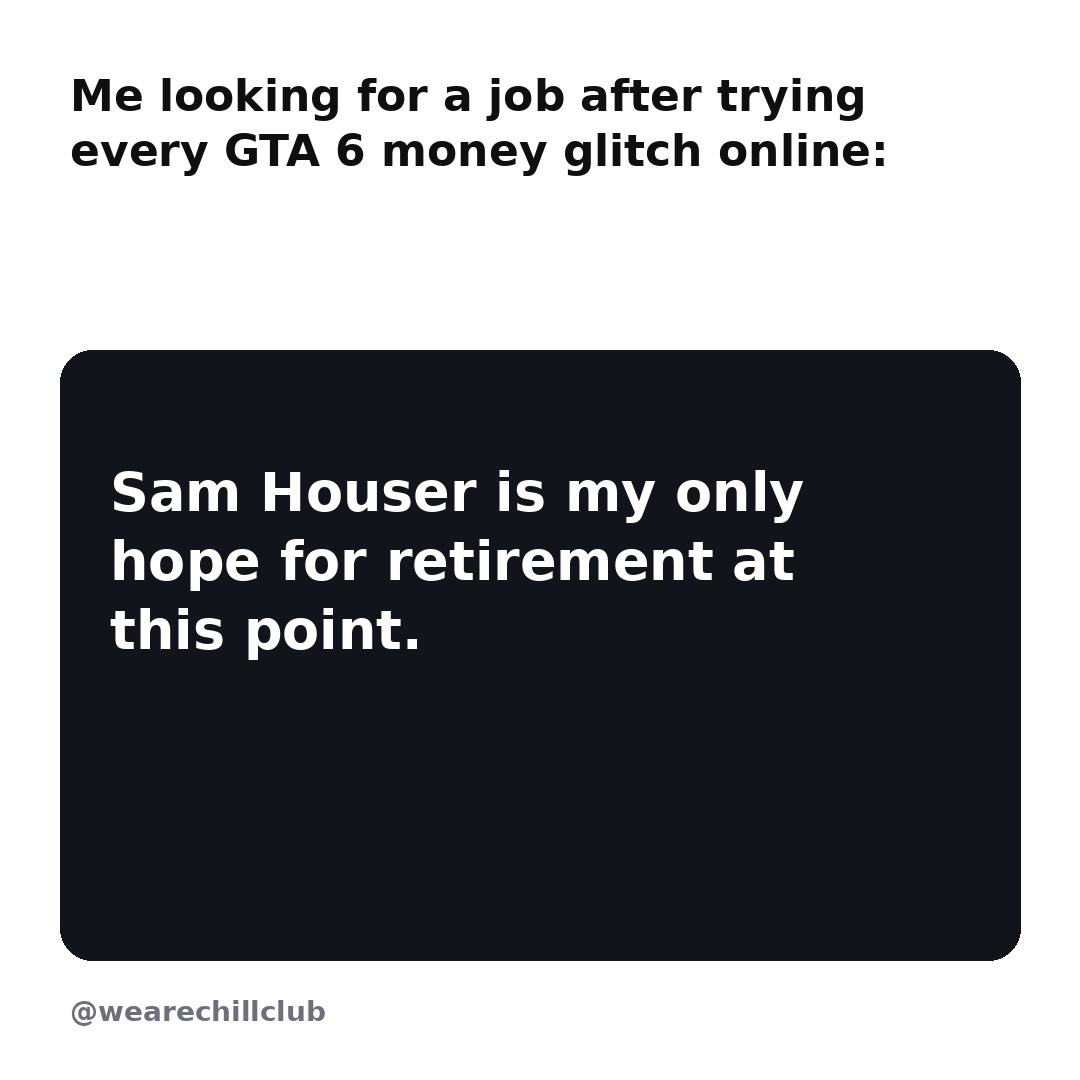 Me looking for a job after trying
every GTA 6 money glitch online:
Sam Houser is my only
hope for retirement at
this point.
@wearechillclub